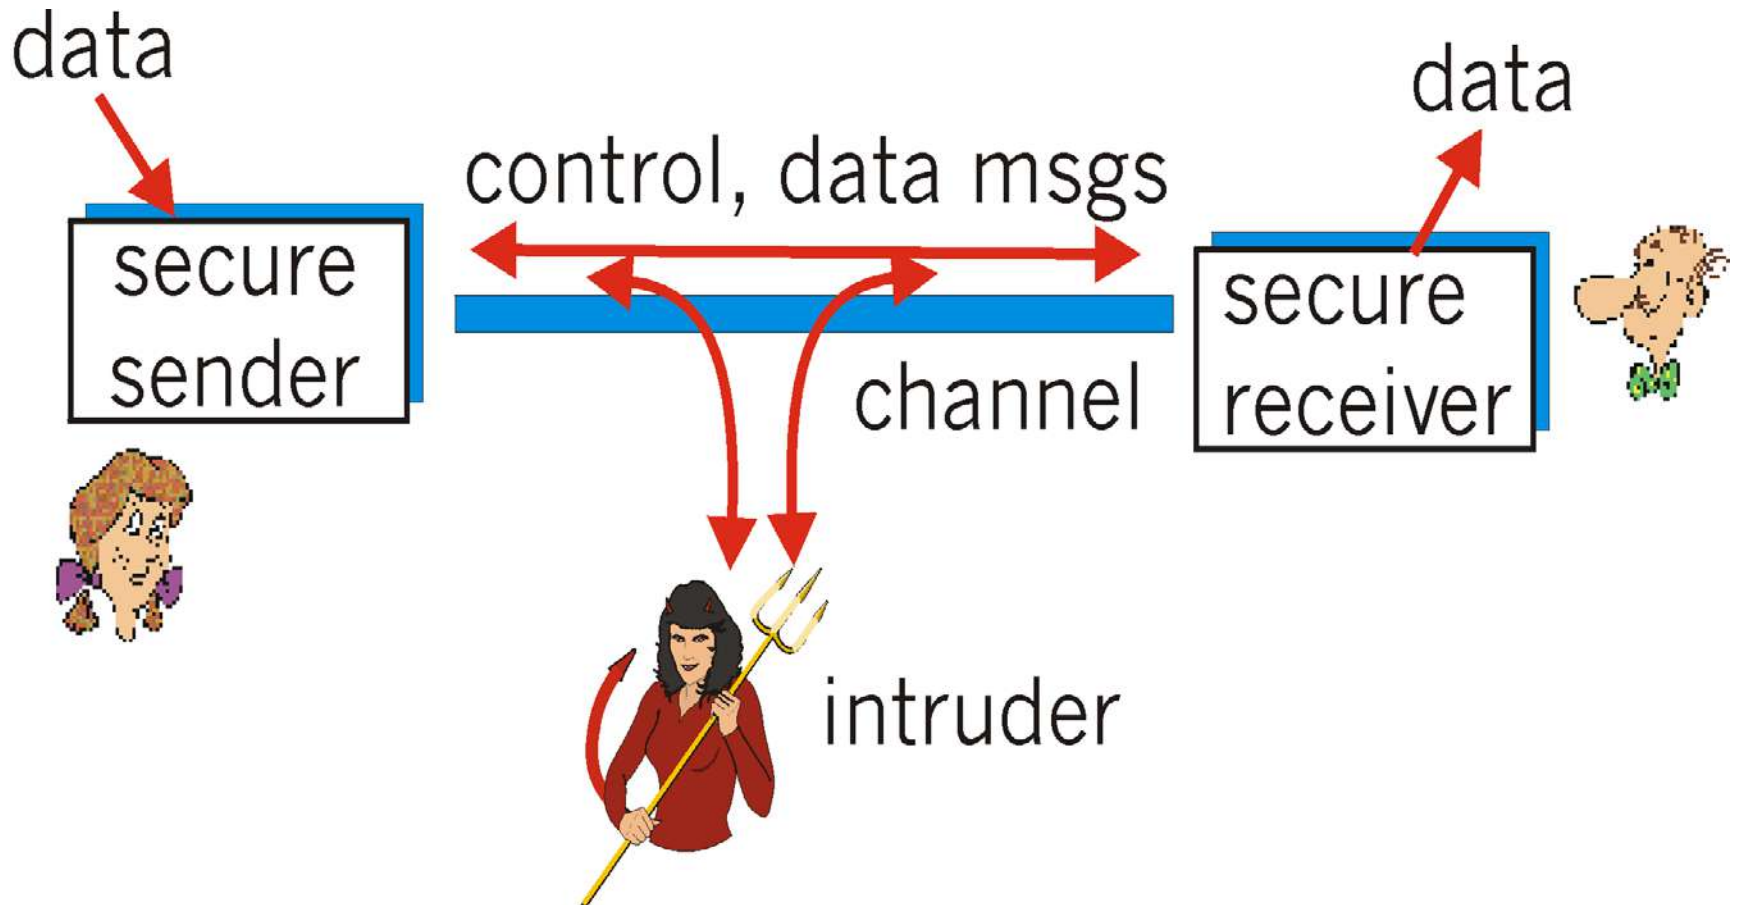 data
data
control, data msgs
secure
sender
secure
receiver
channel
intruder